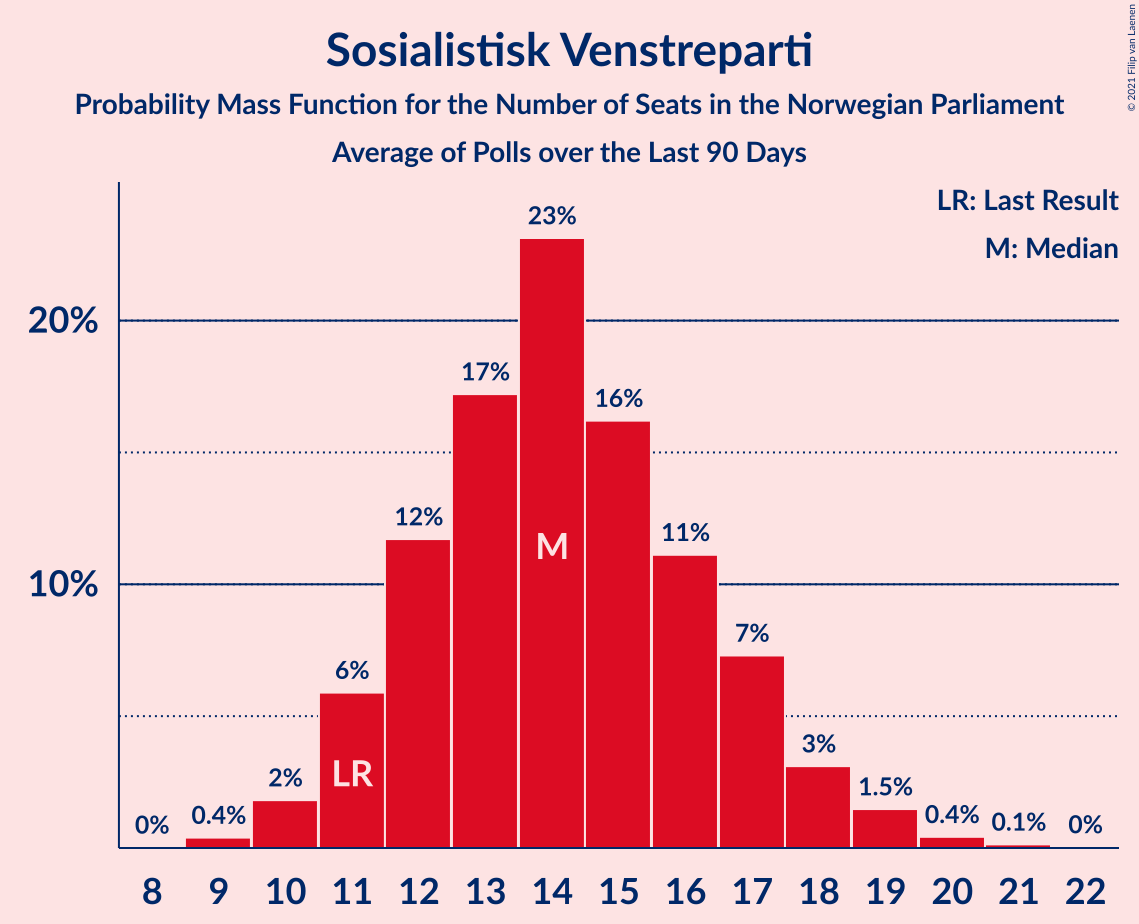 Sosialistisk Venstreparti
Probability Mass Function for the Number of Seats in the Norwegian Parliament
Average of Polls over the Last 90 Days
© 2021 Filip van Laenen
LR: Last Result
M: Median
20%
10%
0%
0.4%
2%
6%
12%
17%
23%
16%
11%
7%
3%
1.5%
0.4%
0.1%
0%
LR
M
8 9 10 11 12 13 14 15 16 17 18 19 20 21 22